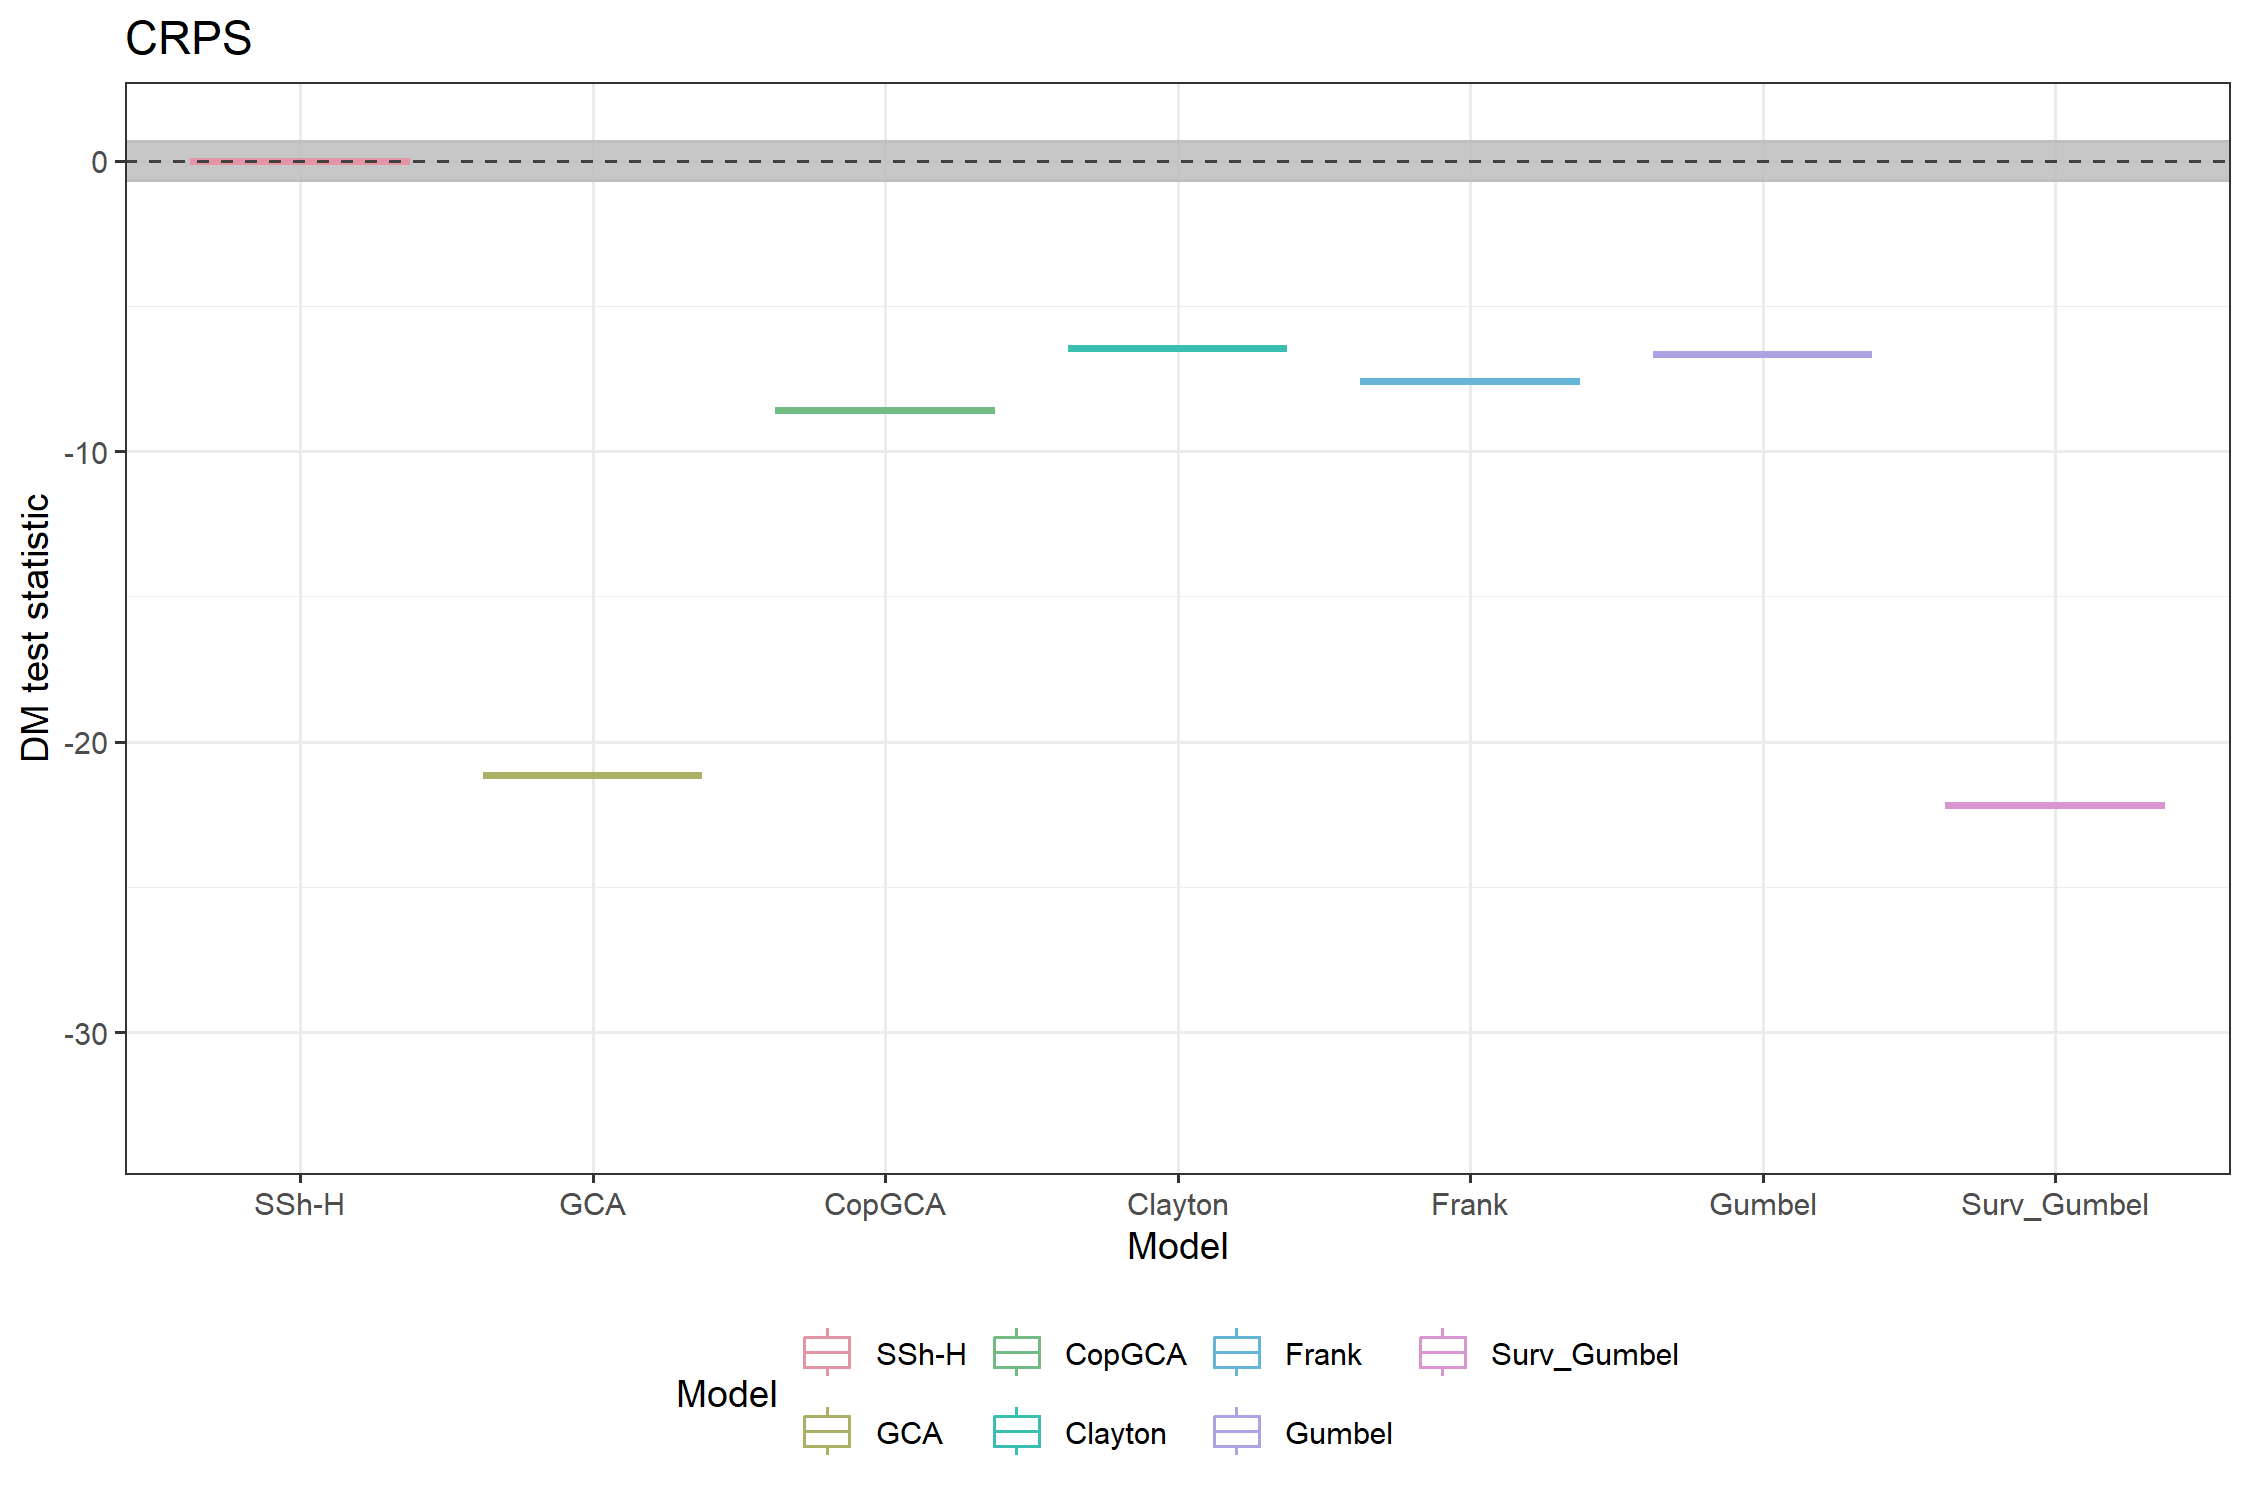 CRPS
DM test statistic
0
-10
-20
-30
SSh-H GCA CopGCA Clayton Frank Gumbel Surv_Gumbel
Model
Model
SSh-H CopGCA Frank Surv_Gumbel
GCA Clayton Gumbel